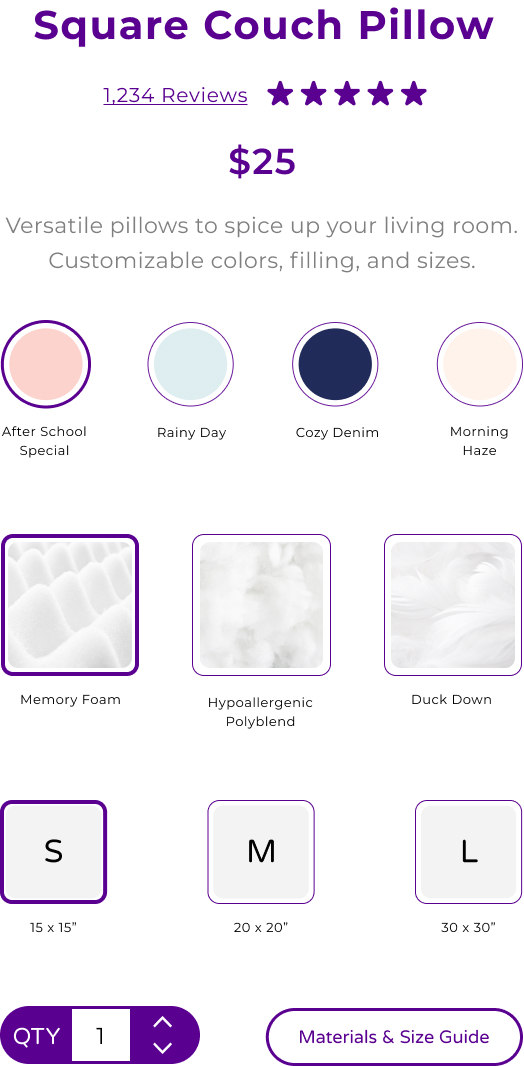 Square Couch Pillow
1,234 Reviews
$25
Versatile pillows to spice up your living room.
Customizable colors, filling, and sizes.
After School
Special
Rainy Day
Cozy Denim
Morning
Haze
Memory Foam
Hypoallergenic
Polyblend
Duck Down
S
M
L
15 x 15”
20 x 20”
30 x 30”
QTY 1
Materials & Size Guide